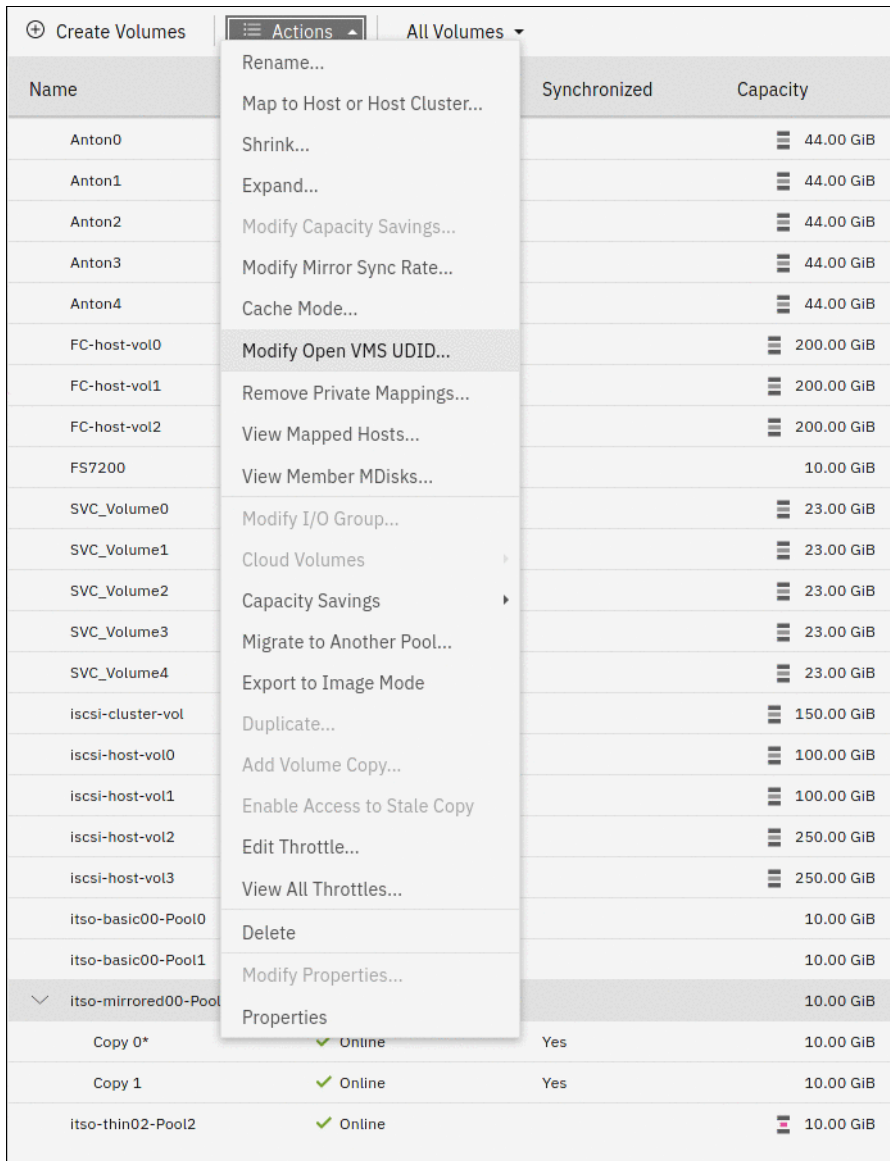 Create Volumes Actions All Volumes
Rename...
Name Synchronized Capacity
Map to Host or Host Cluster...
Anton0 Shrink... 44.00 GiB
Anton1 Expand... 44.00 GiB
Anton2 Modify Capacity Savings... 44.00 GiB
Anton3 Modify Mirror Sync Rate... 44.00 GiB
Anton4 Cache Mode... 44.00 GiB
FC-host-vol0 Modify Open VMS UDID... 200.00 GiB
FC-host-vol1 Remove Private Mappings... 200.00 GiB
FC-host-vol2 View Mapped Hosts... 200.00 GiB
FS7200 View Member MDisks... 10.00 GiB
SVC_Volume0 Modify I/O Group... 23.00 GiB
SVC_Volume1 Cloud Volumes 23.00 GiB
SVC_Volume2 Capacity Savings 23.00 GiB
SVC_Volume3 Migrate to Another Pool... 23.00 GiB
SVC_Volume4 Export to Image Mode 23.00 GiB
iscsi-cluster-vol Duplicate... 150.00 GiB
iscsi-host-vol0 Add Volume Copy... 100.00 GiB
iscsi-host-vol1 Enable Access to Stale Copy 100.00 GiB
iscsi-host-vol2 Edit Throttle... 250.00 GiB
iscsi-host-vol3 View All Throttles... 250.00 GiB
itso-basic00-Pool0 Delete 10.00 GiB
itso-basic00-Pool1 Modify Properties... 10.00 GiB
itso-mirrored00-Pool Properties 10.00 GiB
Copy 0* Online Yes 10.00 GiB
Copy 1 Online Yes 10.00 GiB
itso-thin02-Pool2 Online 10.00 GiB